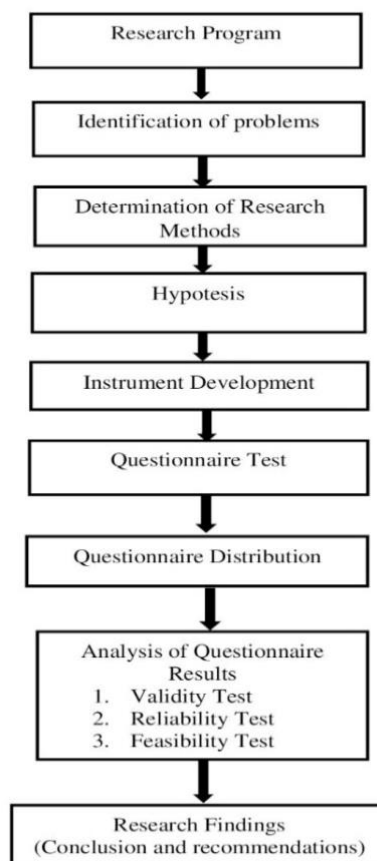 Research Program
Identification of problems
Determination of Research
Methods
Hypotesis
Instrument Development
Questionnaire Test
Questionnaire Distribution
Analysis of Questionnaire
Results
1. Validity Test
2. Reliability Test
3. Feasibility Test
Research Findings
(Conclusion and recommendations)